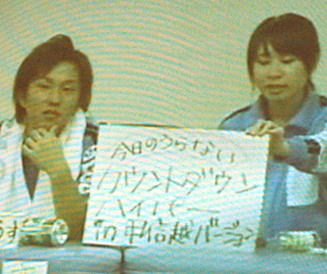 今日のうらない
カウントダウン
ハイパー
in 甲信越バージョン